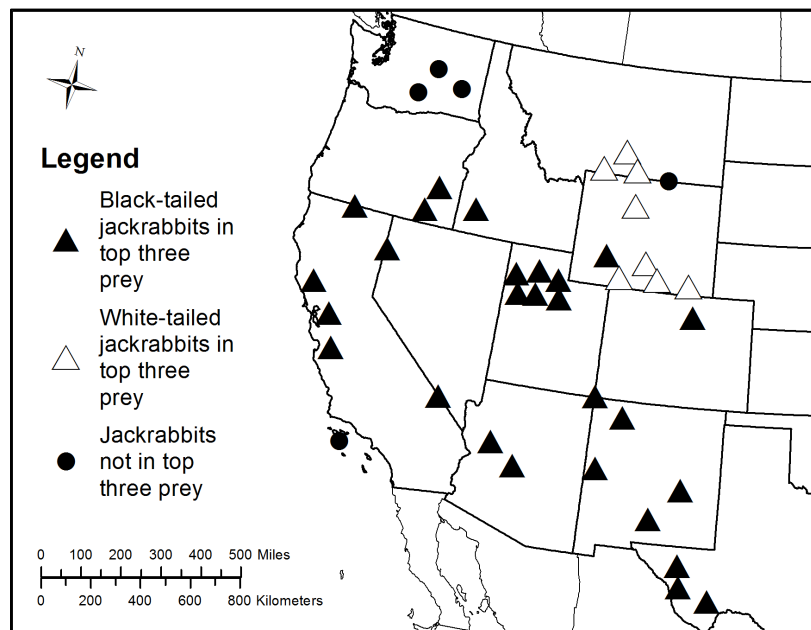 N
Legend
Black-tailed
jackrabbits in
top three
prey
White-tailed
jackrabbits in
top three
prey
Jackrabbits
not in top
three prey
0 100 200 300 400 500 Miles
0 200 400 600 800 Kilometers